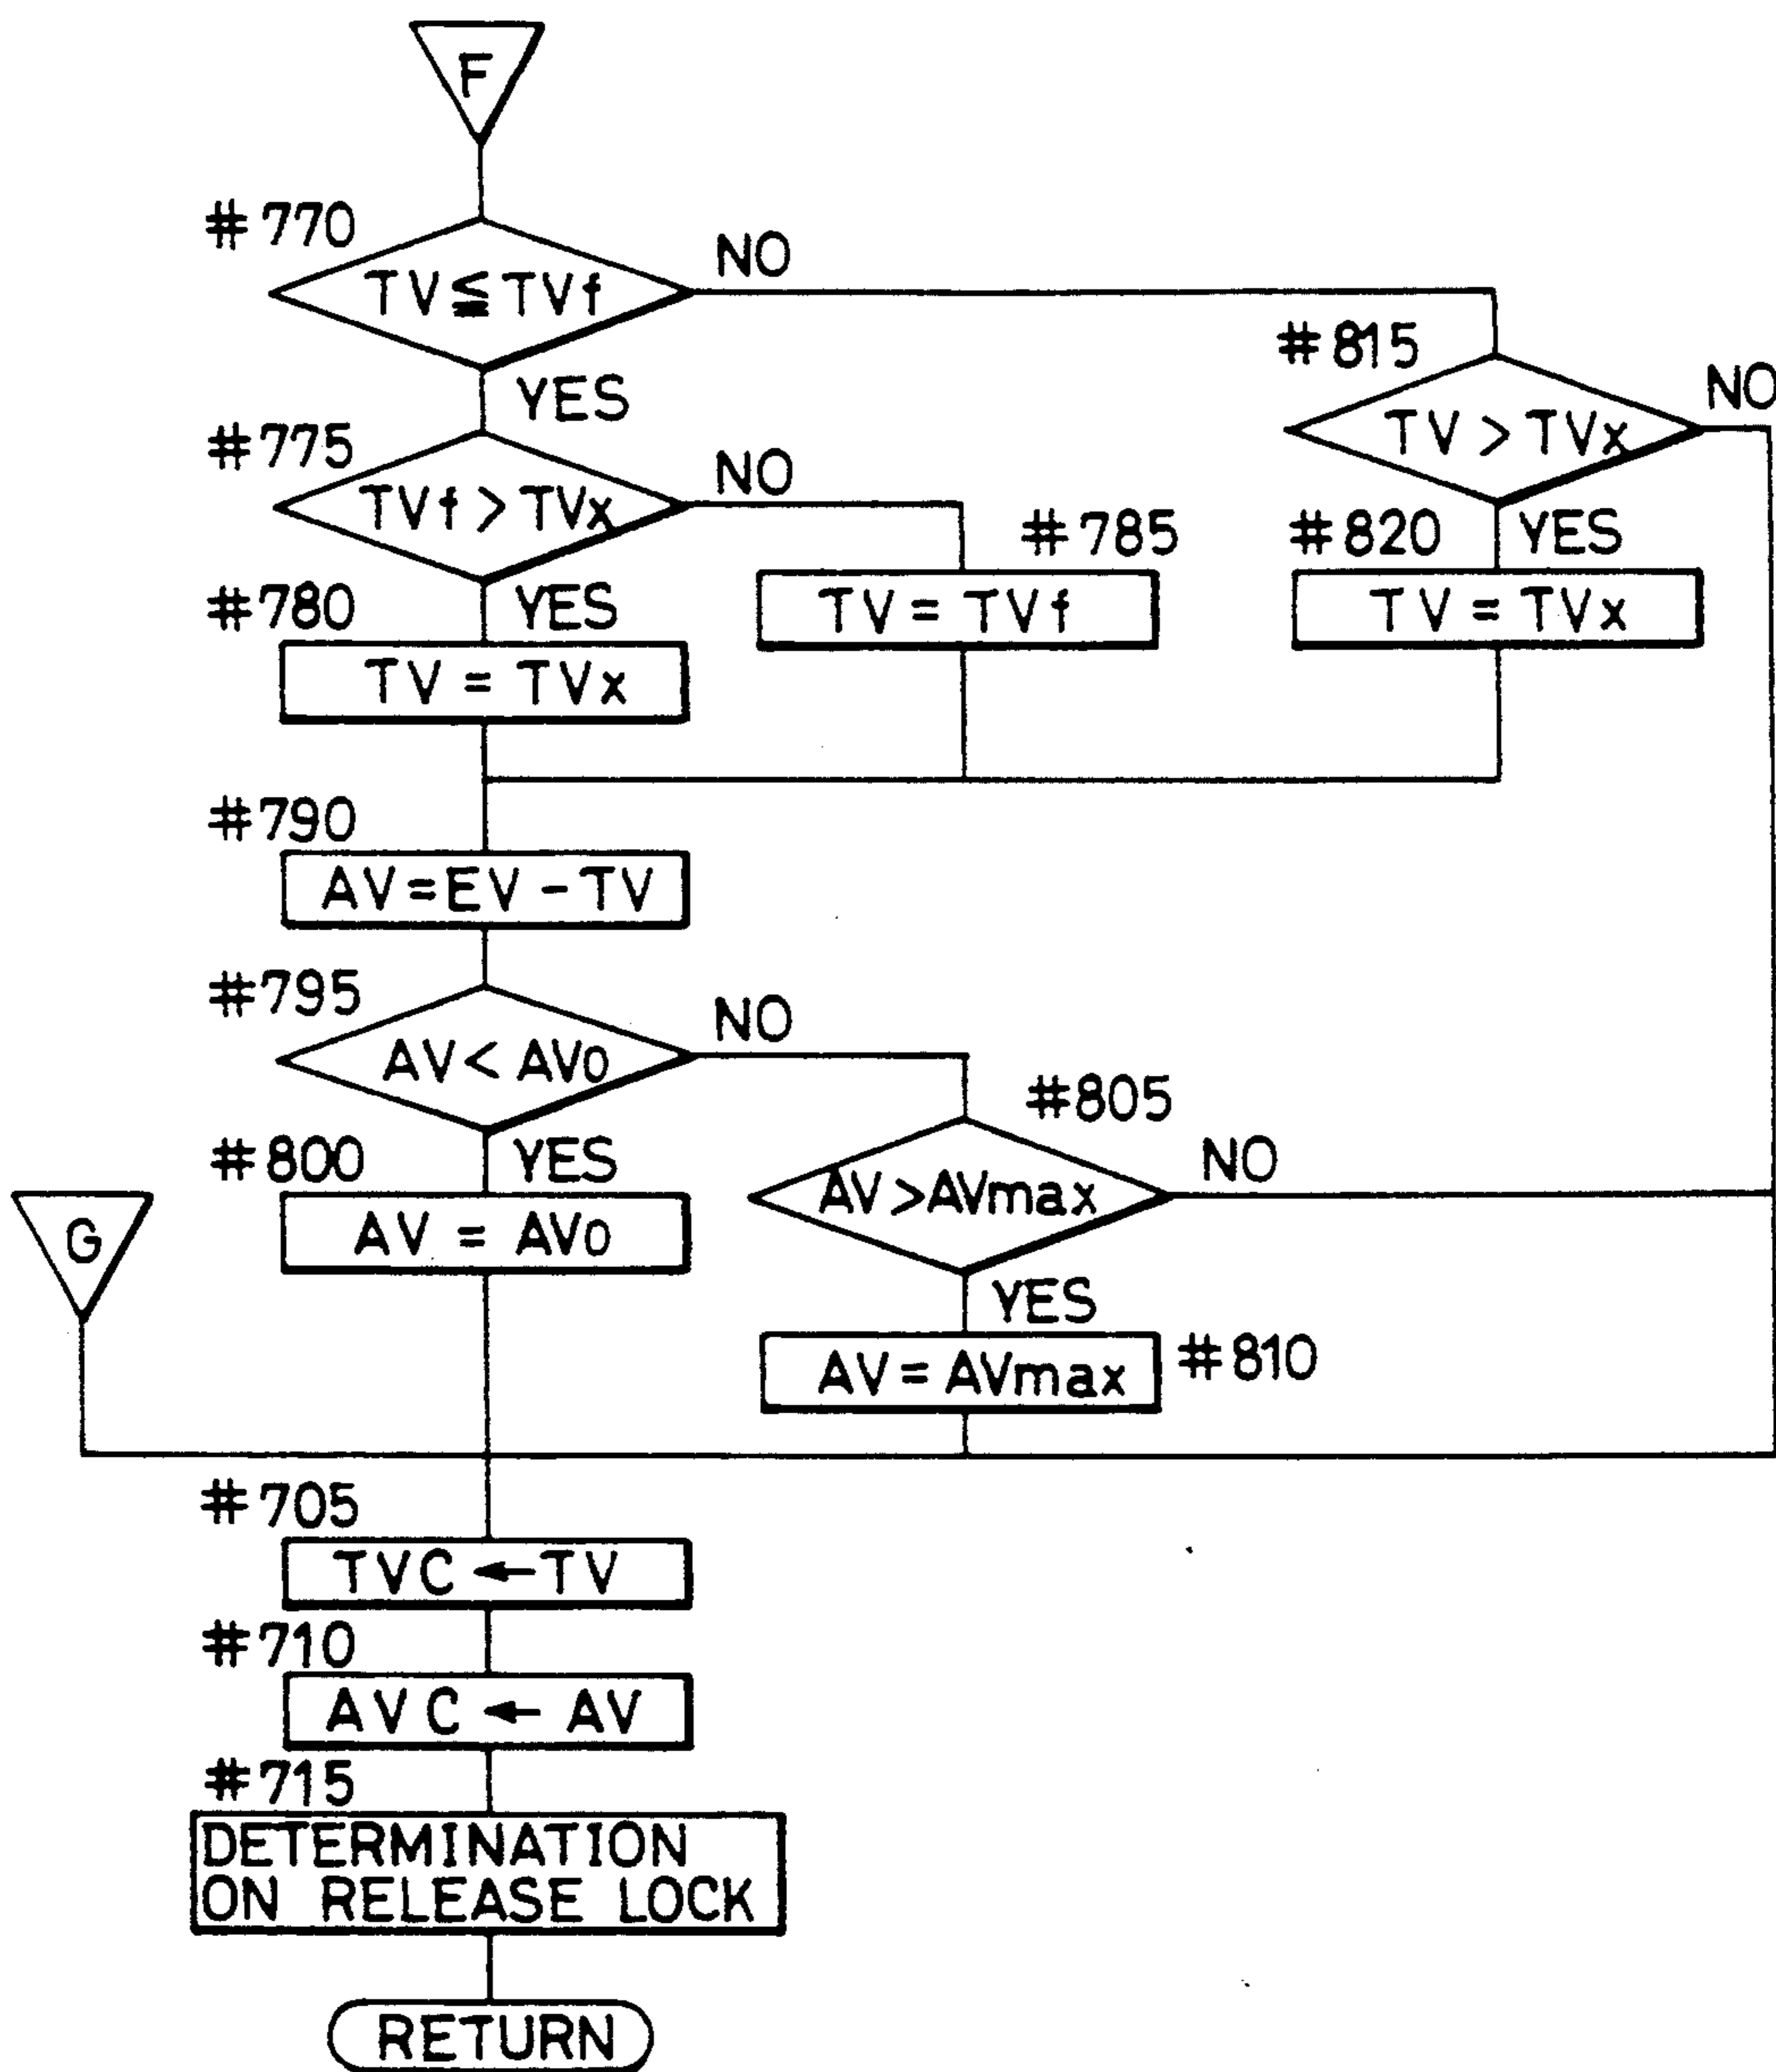 F
#770
TV≦TVf
NO
YES
#815
TV > TVx
NO
YES
#775
TVf > TVx
NO
YES
#785
TV = TVf
#820
TV = TVx
#780
TV = TVx
#790
AV=EV-TV
#795
AV< AVo
NO
YES
#805
AV>AVmax
NO
YES
#800
AV = AVo
G
AV=AVmax
#810
#705
TVC ← TV
#710
AVC ← AV
#715
DETERMINATION
ON RELEASE LOCK
RETURN